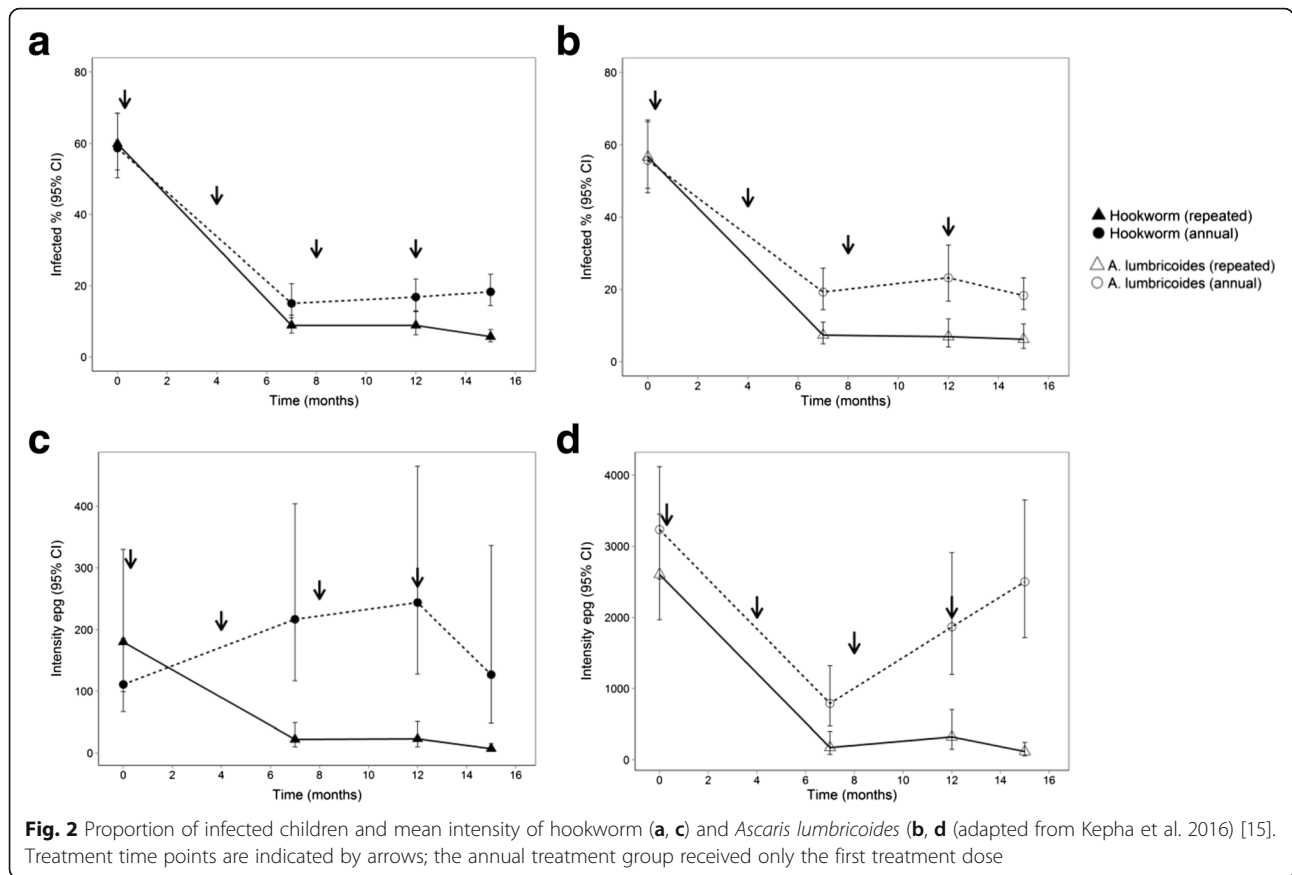 a
80
60
40
20
0
Infected % (95% CI)
0 2 4 6 8 10 12 14 16
Time (months)
b
80
60
40
20
0
Infected % (95% CI)
0 2 4 6 8 10 12 14 16
Time (months)
Hookworm (repeated)
Hookworm (annual)
A. lumbricoides (repeated)
A. lumbricoides (annual)
c
400
300
200
100
0
Intensity epg (95% CI)
0 2 4 6 8 10 12 14 16
Time (months)
d
4000
3000
2000
1000
0
Intensity epg (95% CI)
0 2 4 6 8 10 12 14 16
Time (months)
Fig. 2 Proportion of infected children and mean intensity of hookworm (a, c) and Ascaris lumbricoides (b, d (adapted from Kepha et al. 2016) [15].
Treatment time points are indicated by arrows; the annual treatment group received only the first treatment dose